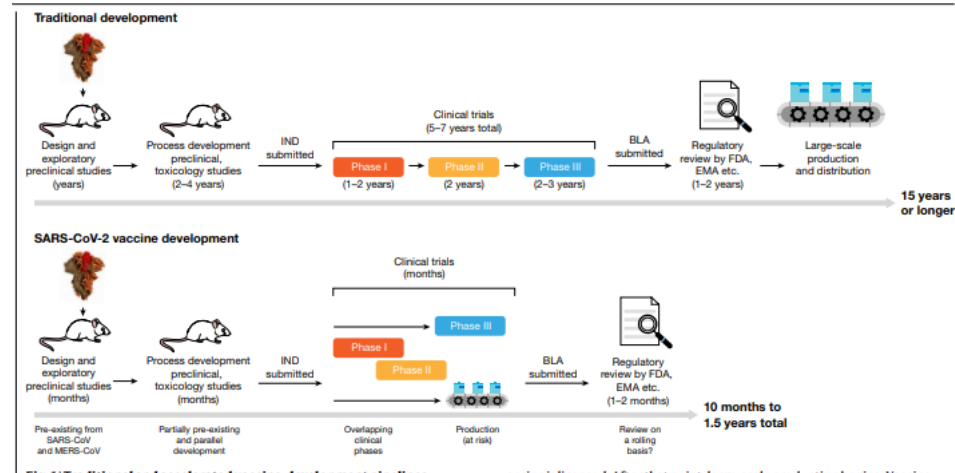 Traditional development
Design and
exploratory
preclinical studies
(years)
Process development
preclinical,
toxicology studies
(2–4 years)
IND
submitted
Clinical trials
(5–7 years total)
Phase I
(1–2 years)
Phase II
(2 years)
Phase III
(2–3 years)
BLA
submitted
Regulatory
review by FDA,
EMA etc.
(1–2 years)
Large-scale
production
and distribution
15 years
or longer
SARS-CoV-2 vaccine development
Design and
exploratory
preclinical studies
(months)
Process development
preclinical,
toxicology studies
(months)
IND
submitted
Clinical trials
(months)
Phase III
Phase I
Phase II
BLA
submitted
Regulatory
review by FDA,
EMA etc.
(1–2 months)
10 months to
1.5 years total
Pre-existing from
SARS-CoV
and MERS-CoV
Partially pre-existing
and parallel
development
Overlapping
clinical
phases
Production
(at risk)
Review on
a rolling
basis?